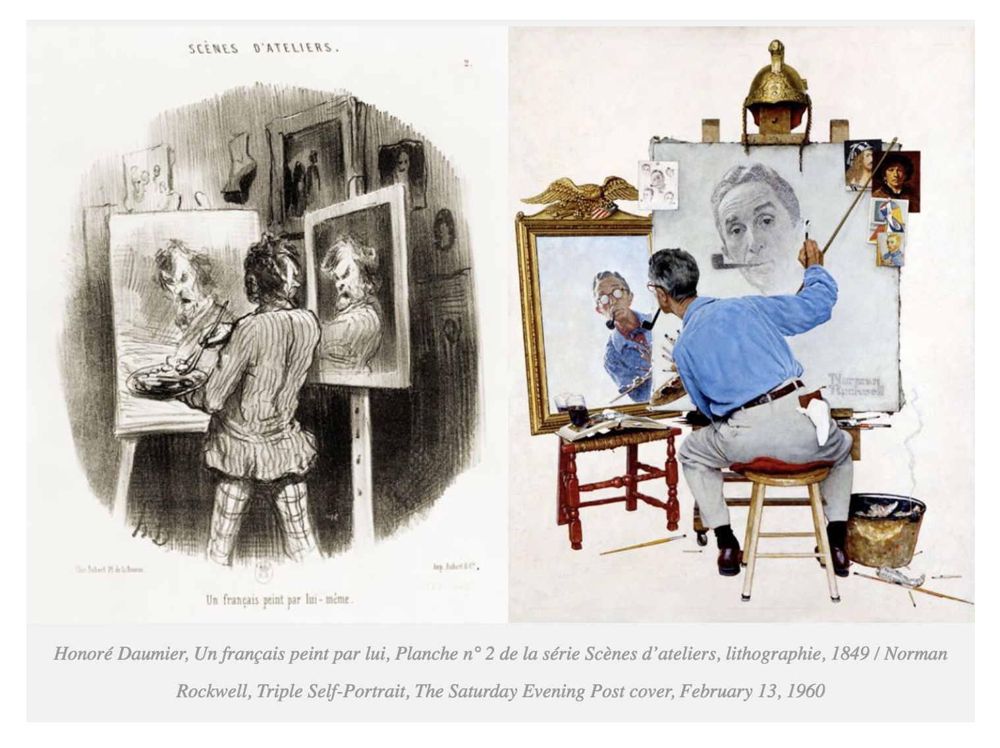 SCÈNES D'ATELIERS.
2.
Chez Aubert Pl. de la Bourse.
Imp. Aubert & Cie.
Un français peint par lui-même.
Norman
Rockwell
Honoré Daumier, Un français peint par lui, Planche n° 2 de la série Scènes d’ateliers, lithographie, 1849 / Norman
Rockwell, Triple Self-Portrait, The Saturday Evening Post cover, February 13, 1960